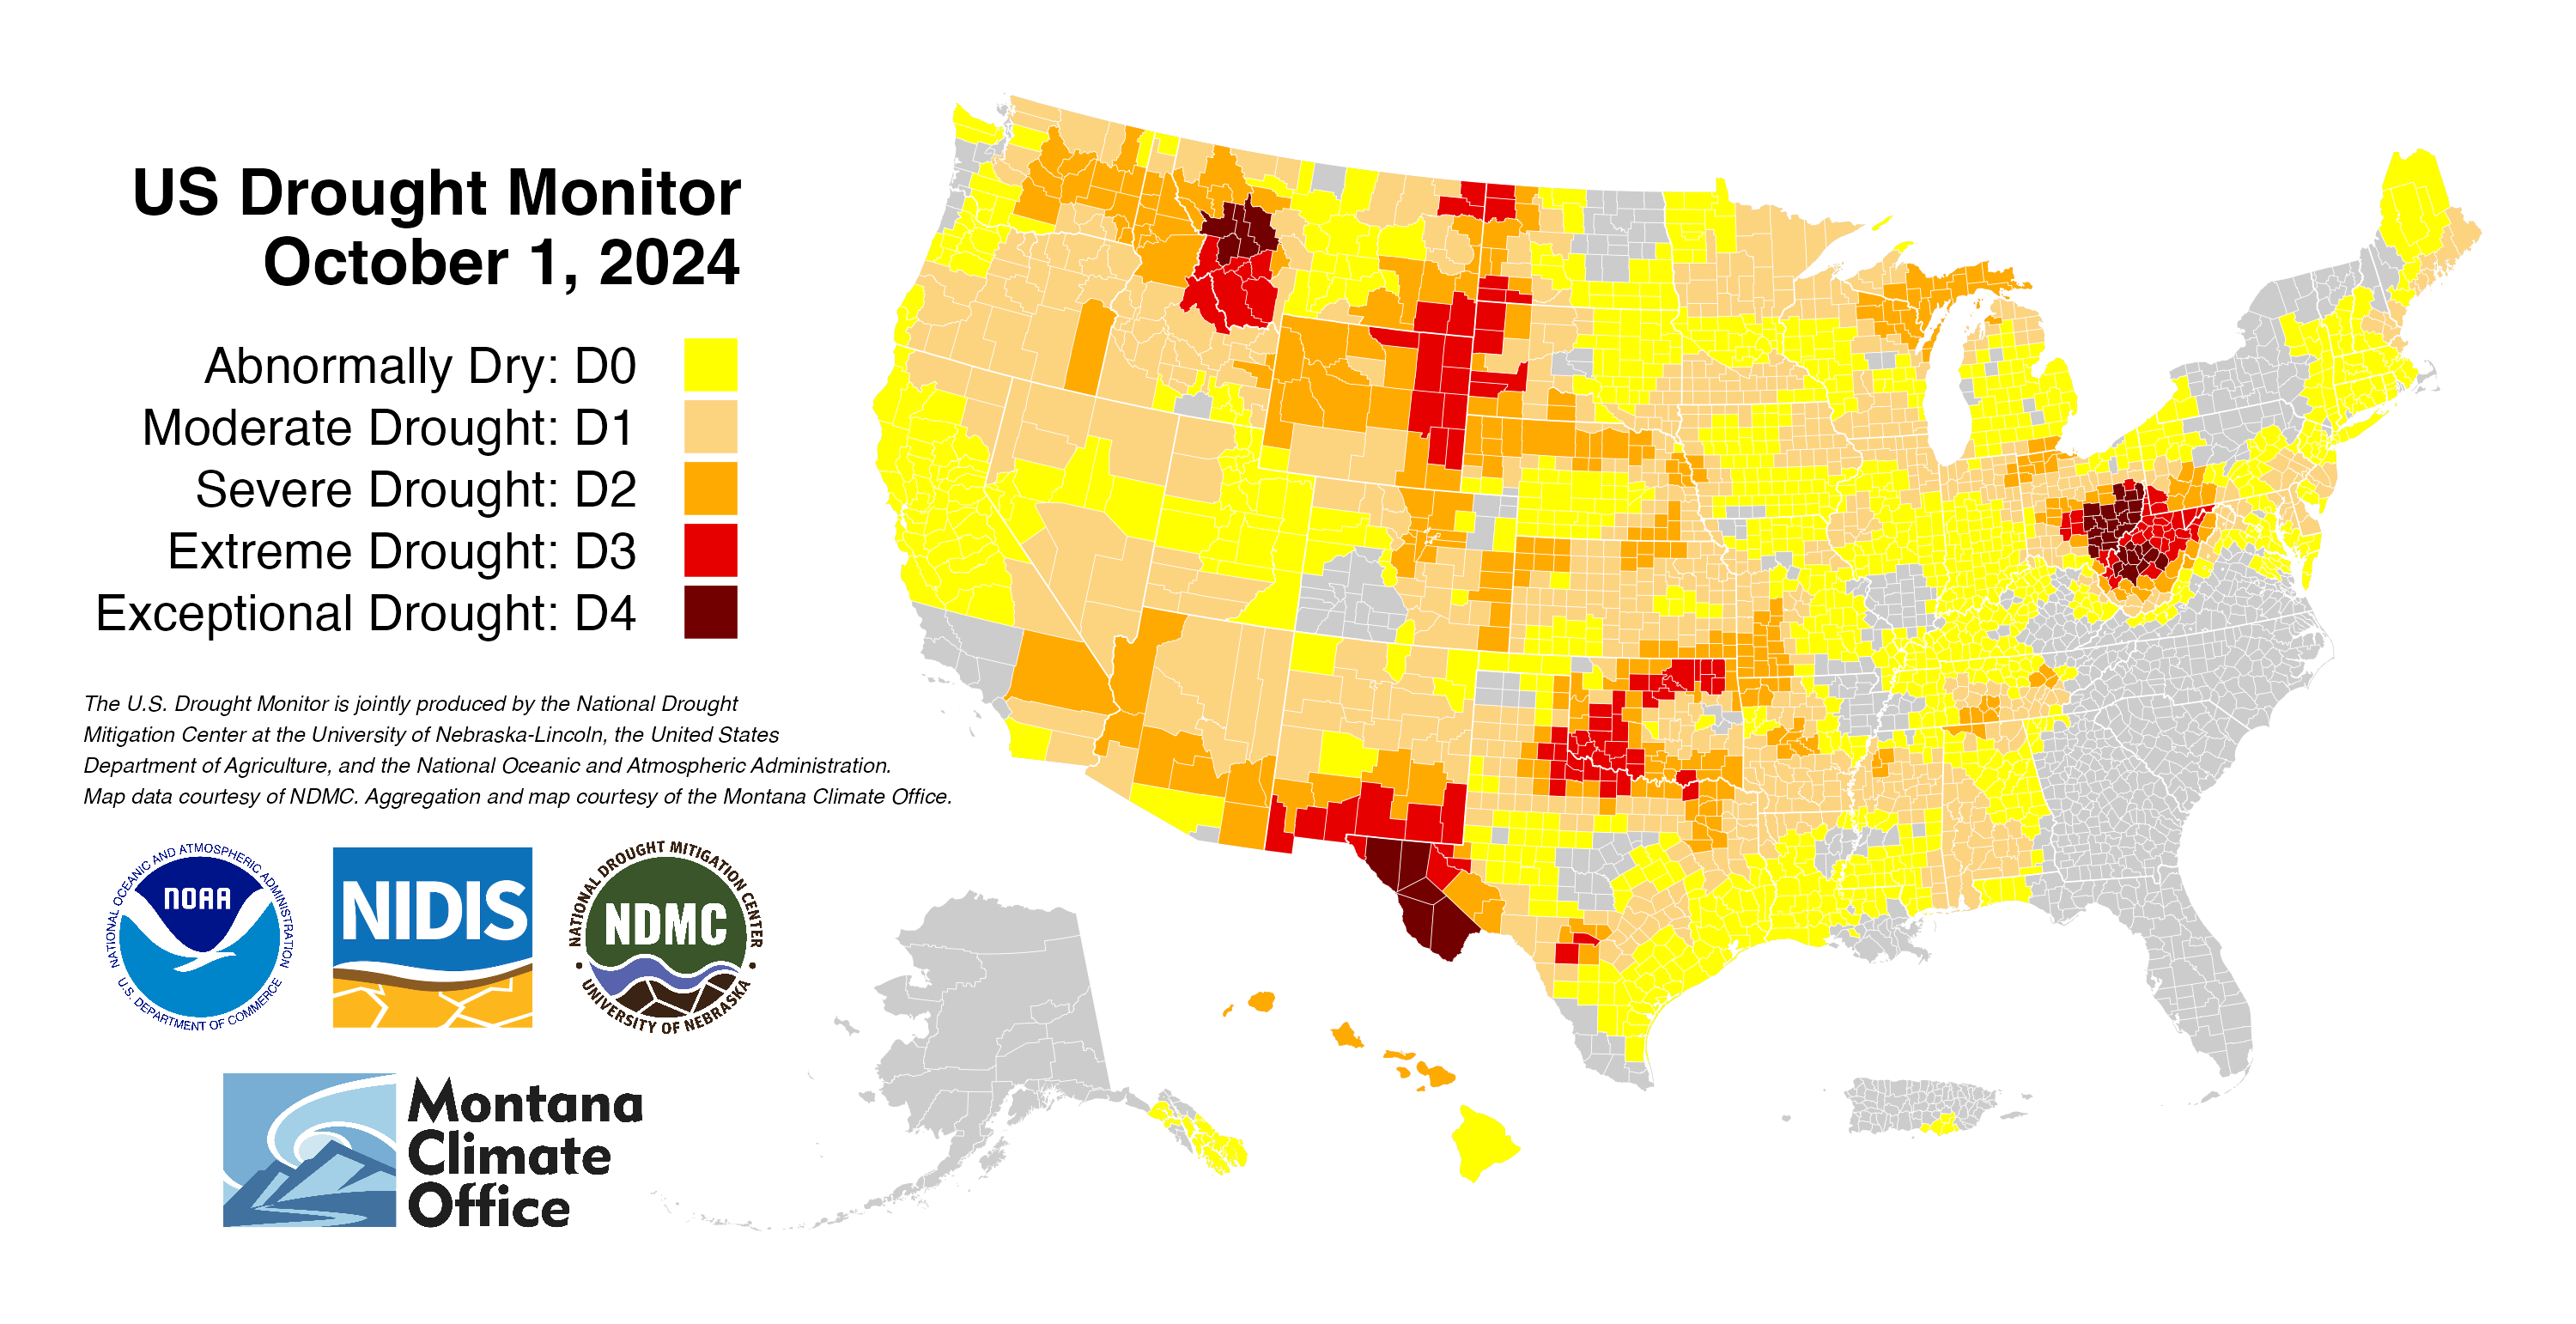 US Drought Monitor
October 1, 2024
Abnormally Dry: D0
Moderate Drought: D1
Severe Drought: D2
Extreme Drought: D3
Exceptional Drought: D4
The U.S. Drought Monitor is jointly produced by the National Drought
Mitigation Center at the University of Nebraska-Lincoln, the United States
Department of Agriculture, and the National Oceanic and Atmospheric Administration.
Map data courtesy of NDMC. Aggregation and map courtesy of the Montana Climate Office.
NATIONAL OCEANIC AND ATMOSPHERIC ADMINISTRATION
NOAA
U.S. DEPARTMENT OF COMMERCE
NIDIS
NATIONAL DROUGHT MITIGATION CENTER
NDMC
UNIVERSITY OF NEBRASKA
Montana
Climate
Office